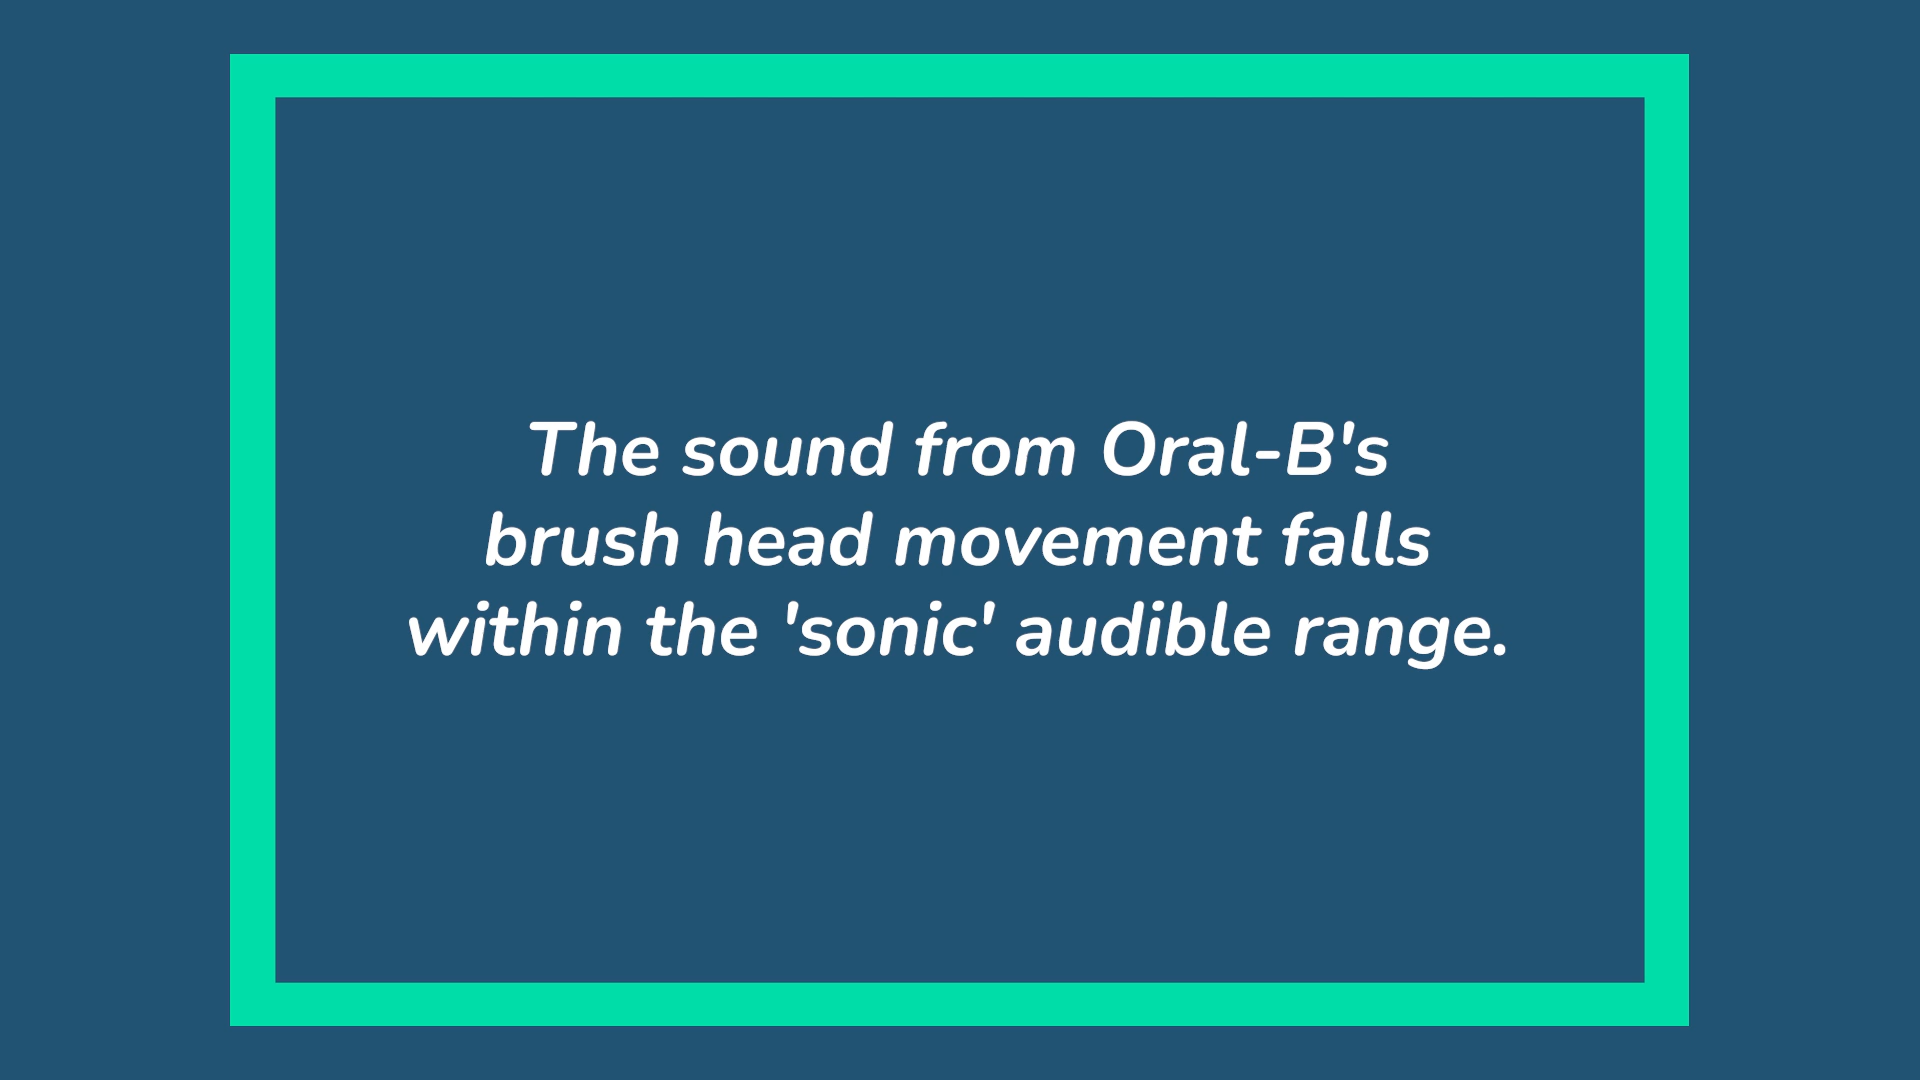 The sound from Oral-B's
brush head movement falls
within the 'sonic' audible range.